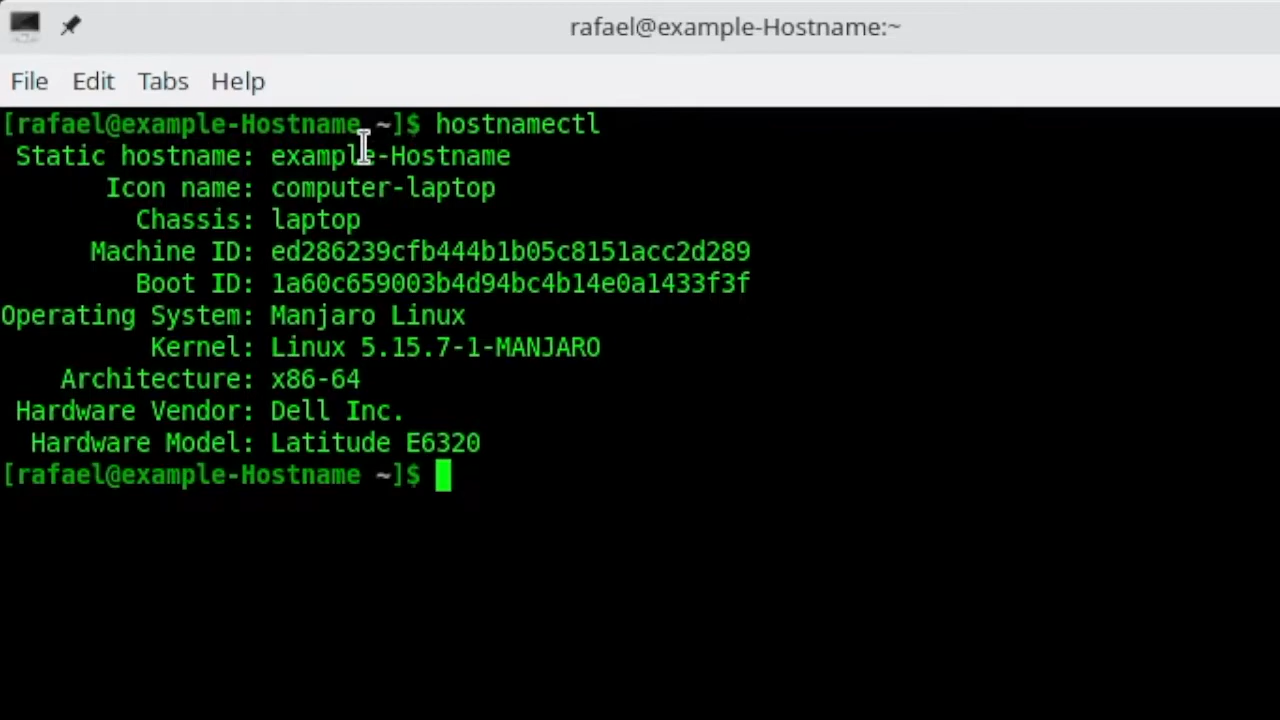 rafael@example-Hostname:~
File Edit Tabs Help
[rafael@example-Hostname ~]$ hostnamectl
Static hostname: example-Hostname
Icon name: computer-laptop
Chassis: laptop
Machine ID: ed286239cfb444b1b05c8151acc2d289
Boot ID: 1a60c659003b4d94bc4b14e0a1433f3f
Operating System: Manjaro Linux
Kernel: Linux 5.15.7-1-MANJARO
Architecture: x86-64
Hardware Vendor: Dell Inc.
Hardware Model: Latitude E6320
[rafael@example-Hostname ~]$